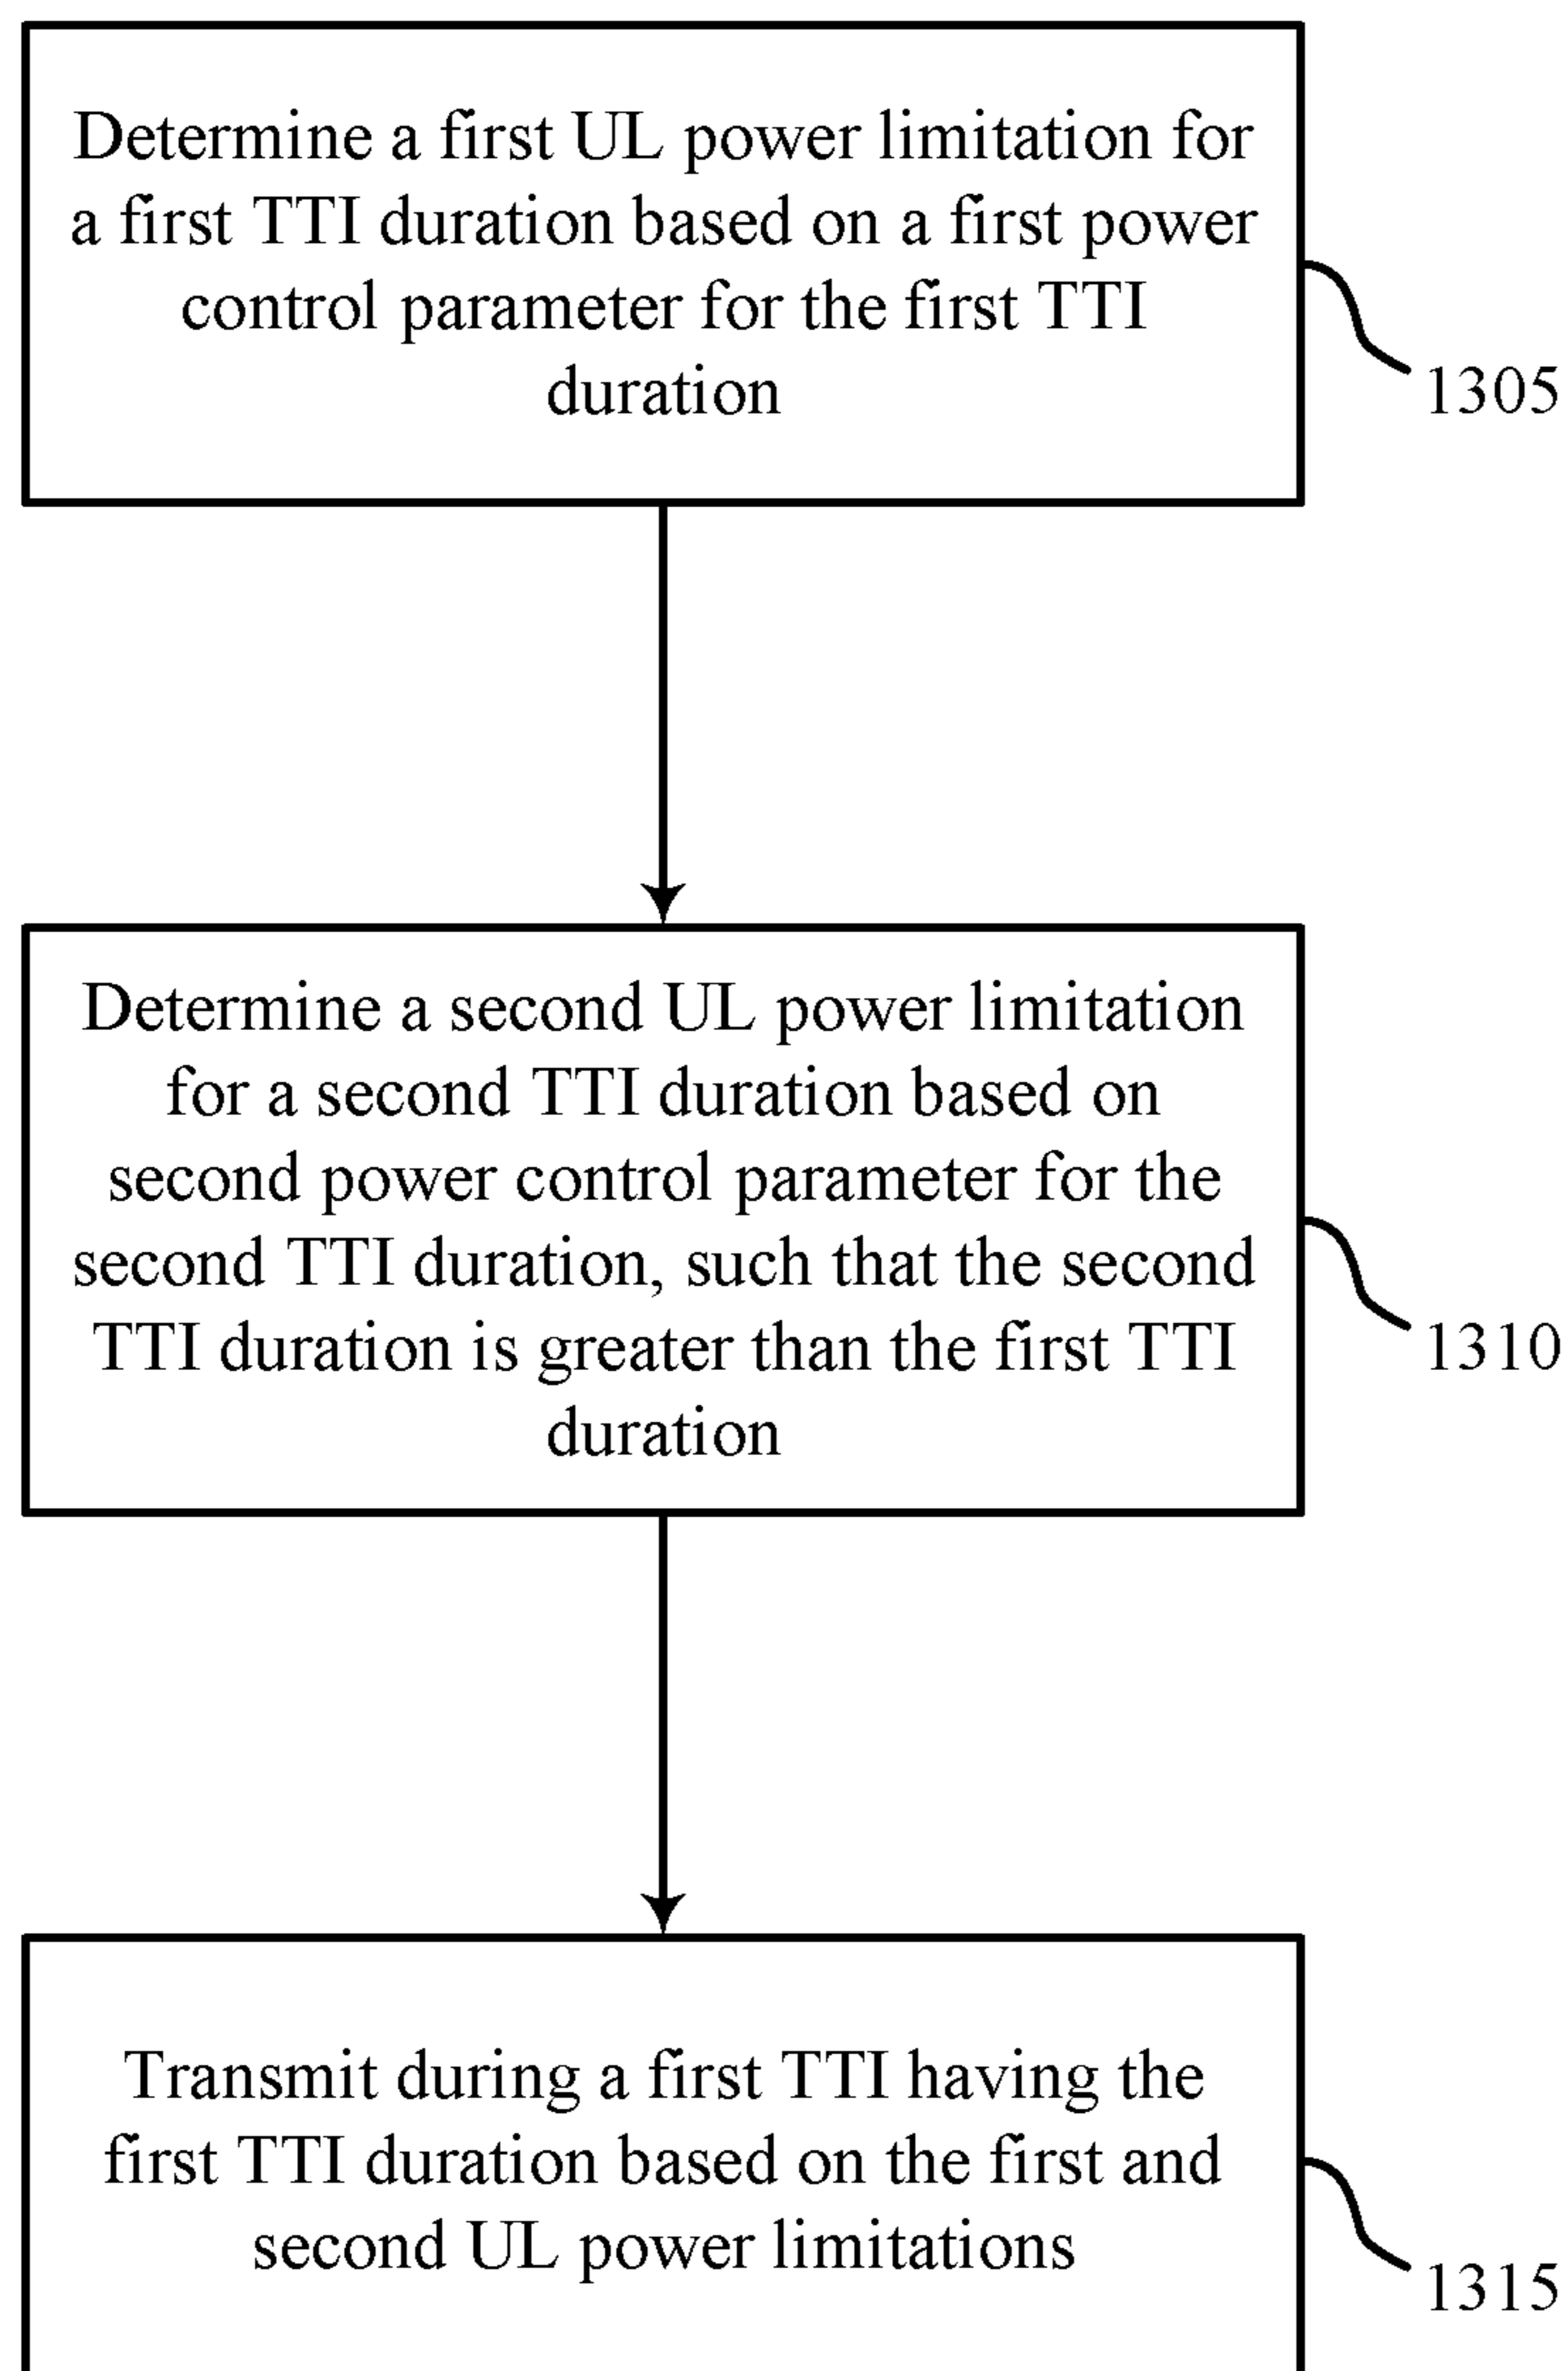 Determine a first UL power limitation for
a first TTI duration based on a first power
control parameter for the first TTI
duration
1305
Determine a second UL power limitation
for a second TTI duration based on
second power control parameter for the
second TTI duration, such that the second
TTI duration is greater than the first TTI
duration
1310
Transmit during a first TTI having the
first TTI duration based on the first and
second UL power limitations
1315